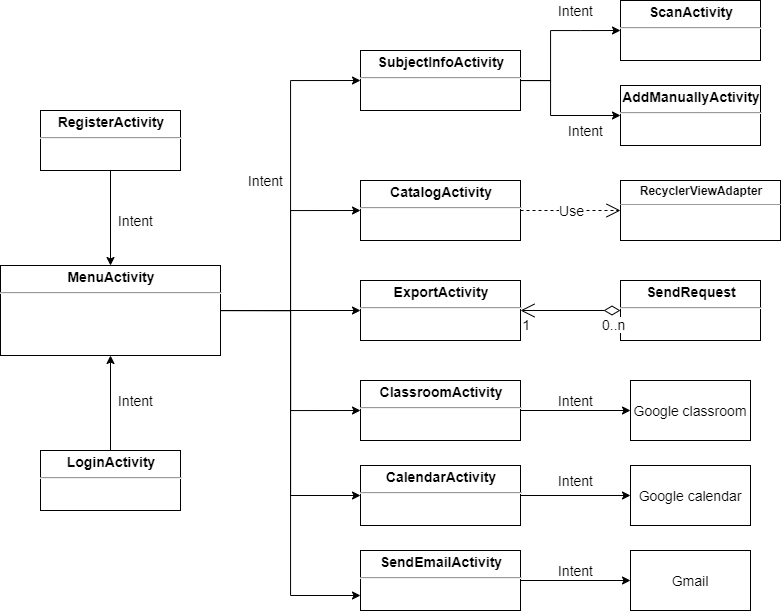 Intent
ScanActivity
SubjectInfoActivity
AddManuallyActivity
Intent
RegisterActivity
Intent
CatalogActivity
Use
RecyclerViewAdapter
Intent
MenuActivity
ExportActivity
1
0..n
SendRequest
Intent
ClassroomActivity
Intent
Google classroom
LoginActivity
CalendarActivity
Intent
Google calendar
SendEmailActivity
Intent
Gmail